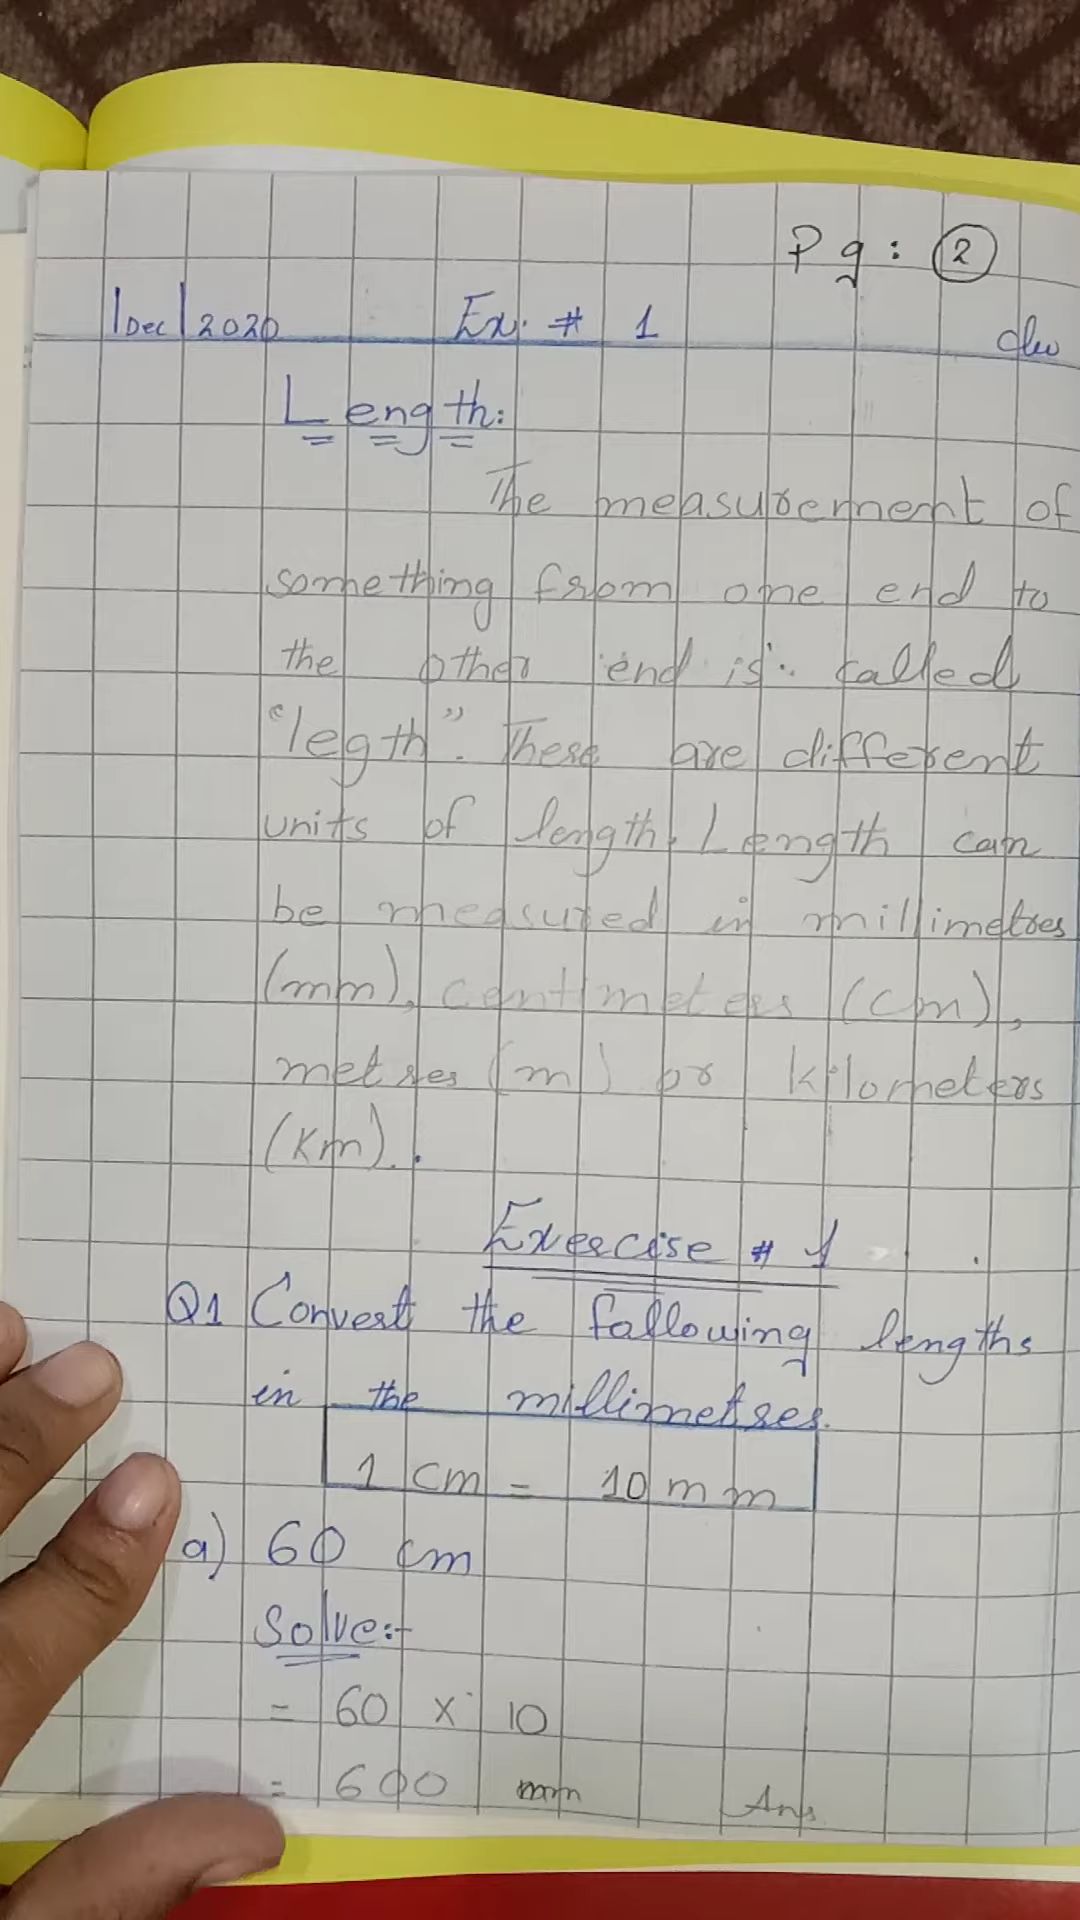 Pg: 2
1 Dec 2020 Ex. # 1 cw
Length:
The measurement of
something from one end to
the other end is called
"legth". These are different
units of length. Length can
be measured in millimetres
(mm), centimeters (cm),
metres (m) or kilometers
(Km).
Exercise # 1
Q1 Convert the following lengths
in the millimetres.
1 cm = 10 mm
a) 60 cm
Solve:-
= 60 × 10
= 600 mm Ans